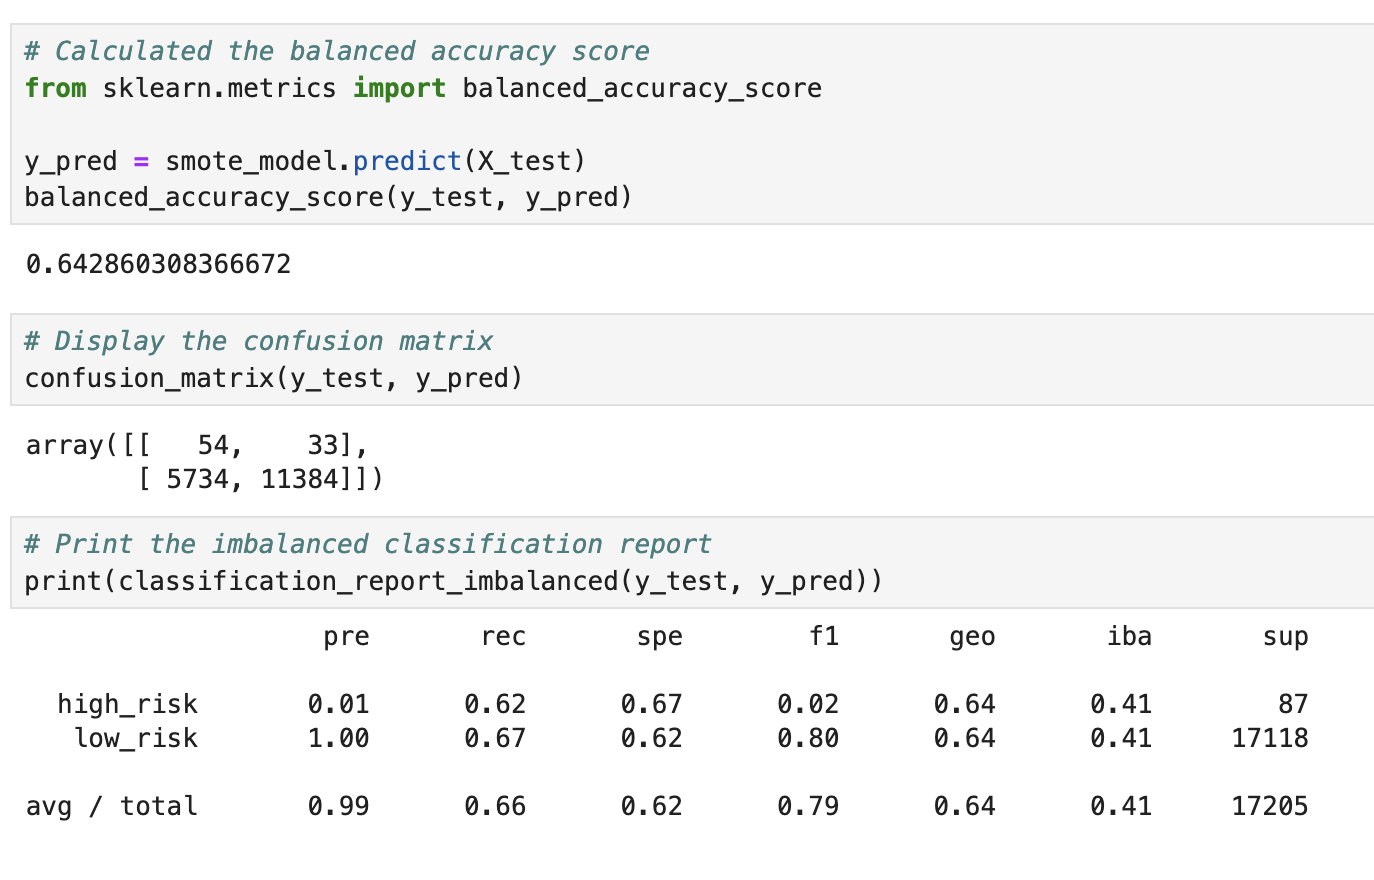 # Calculated the balanced accuracy score
from sklearn.metrics import balanced_accuracy_score
y_pred = smote_model.predict(X_test)
balanced_accuracy_score(y_test, y_pred)
0.642860308366672
# Display the confusion matrix
confusion_matrix(y_test, y_pred)
array([[   54,    33],
       [ 5734, 11384]])
# Print the imbalanced classification report
print(classification_report_imbalanced(y_test, y_pred))
                   pre       rec       spe        f1       geo       iba       sup
  high_risk       0.01      0.62      0.67      0.02      0.64      0.41        87
   low_risk       1.00      0.67      0.62      0.80      0.64      0.41     17118
avg / total       0.99      0.66      0.62      0.79      0.64      0.41     17205